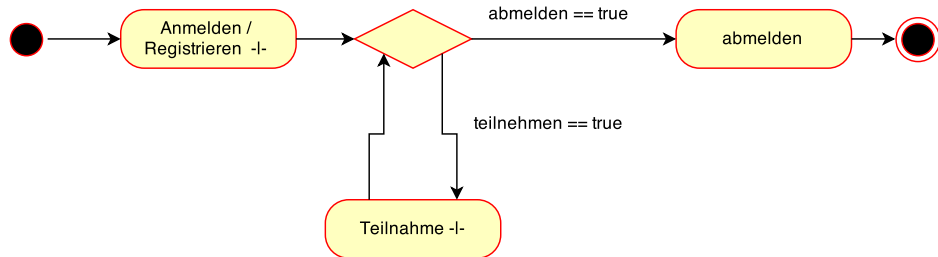 abmelden == true
Anmelden /
Registrieren -|-
abmelden
teilnehmen == true
Teilnahme -|-